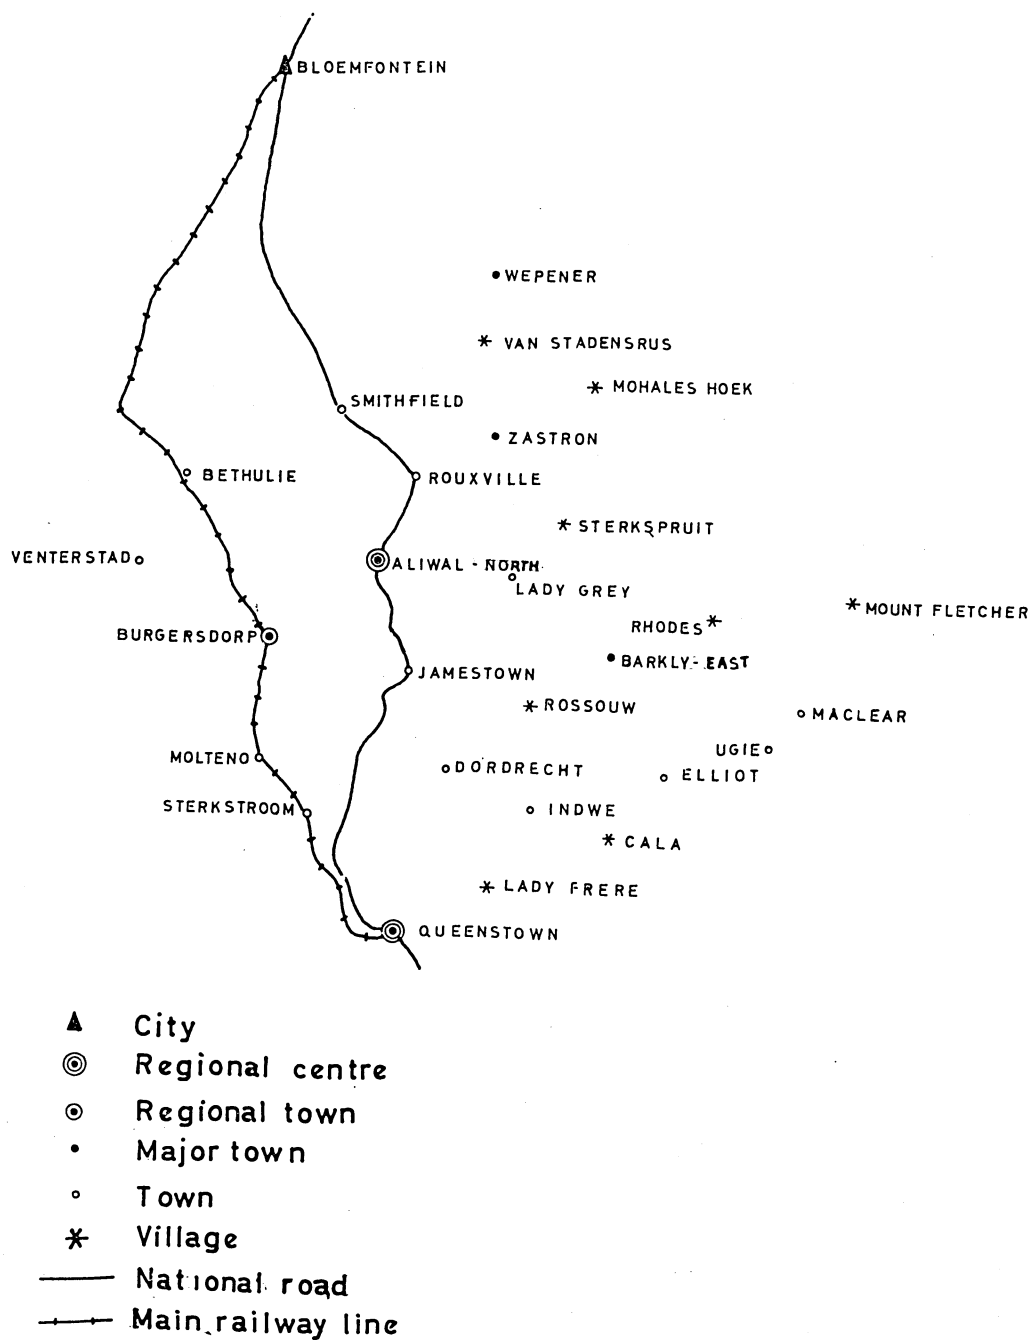 BLOEMFONTEIN
WEPENER
VAN STADENSRUS
MOHALES HOEK
SMITHFIELD
ZASTRON
BETHULIE
ROUXVILLE
STERKSPRUIT
VENTERSTAD
ALIWAL - NORTH
LADY GREY
MOUNT FLETCHER
RHODES
BURGERSDORP
BARKLY-EAST
JAMESTOWN
ROSSOUW
MACLEAR
UGIE
MOLTENO
DORDRECHT
ELLIOT
STERKSTROOM
INDWE
CALA
LADY FRERE
QUEENSTOWN
City
Regional centre
Regional town
Major town
Town
Village
National road
Main railway line